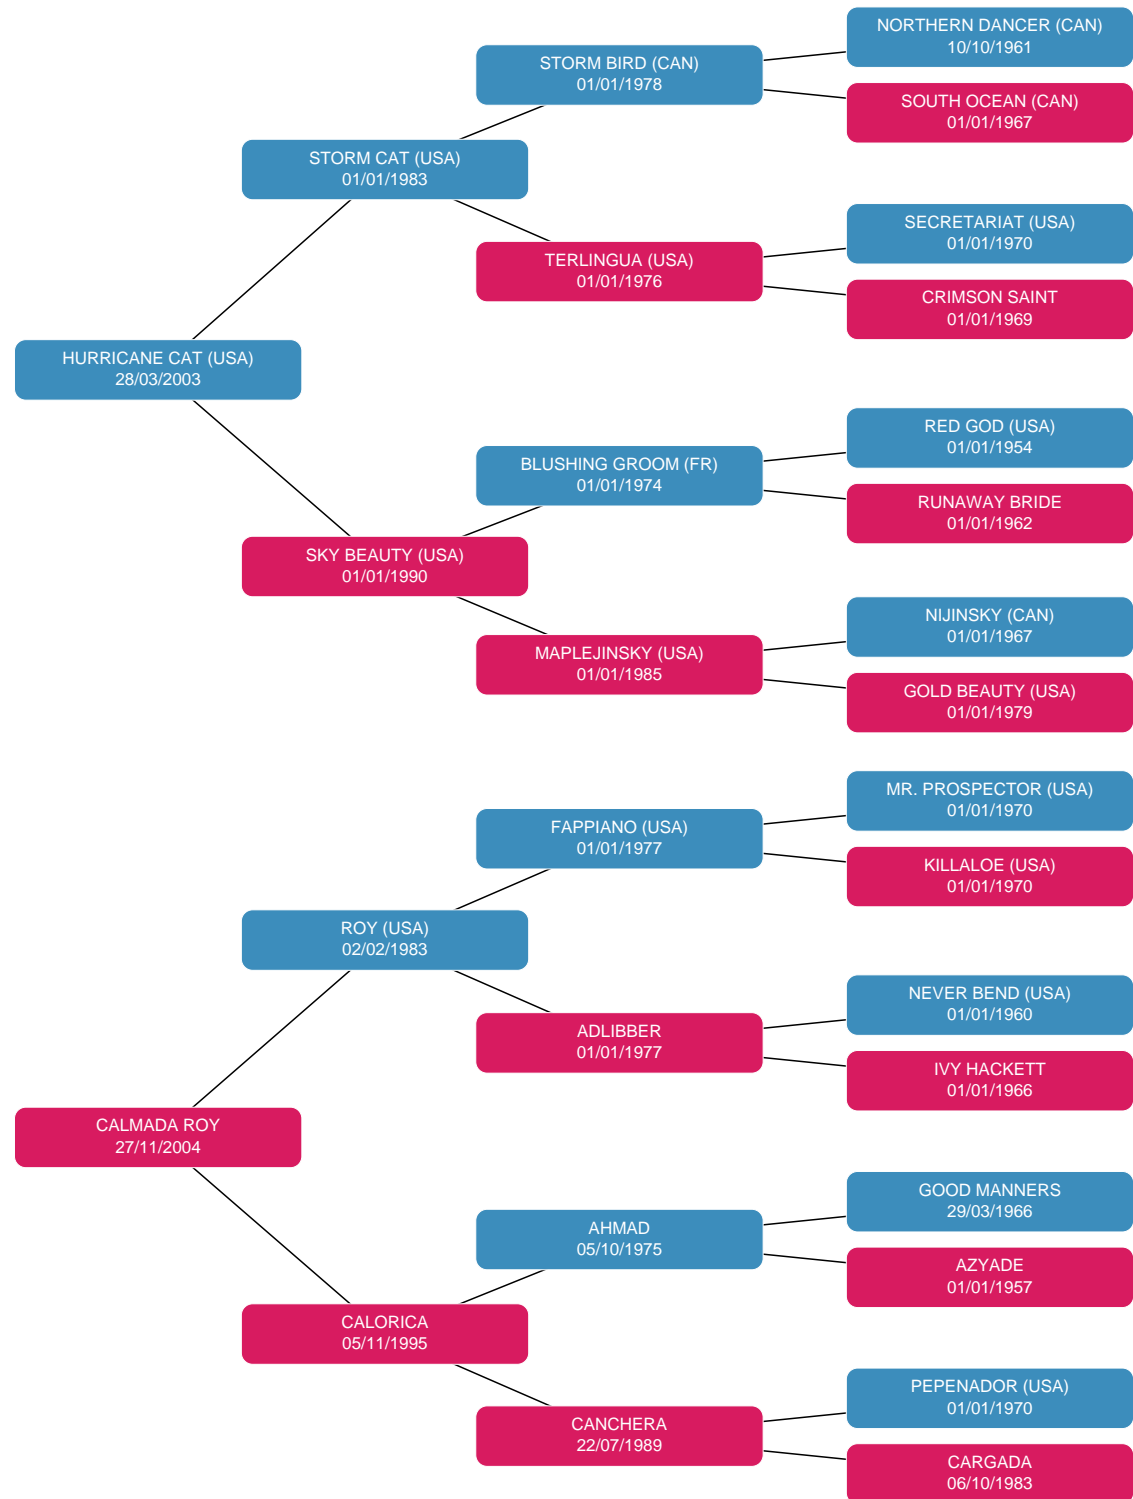 NORTHERN DANCER (CAN)
10/10/1961
STORM BIRD (CAN)
01/01/1978
SOUTH OCEAN (CAN)
01/01/1967
STORM CAT (USA)
01/01/1983
SECRETARIAT (USA)
01/01/1970
TERLINGUA (USA)
01/01/1976
CRIMSON SAINT
01/01/1969
HURRICANE CAT (USA)
28/03/2003
RED GOD (USA)
01/01/1954
BLUSHING GROOM (FR)
01/01/1974
RUNAWAY BRIDE
01/01/1962
SKY BEAUTY (USA)
01/01/1990
NIJINSKY (CAN)
01/01/1967
MAPLEJINSKY (USA)
01/01/1985
GOLD BEAUTY (USA)
01/01/1979
MR. PROSPECTOR (USA)
01/01/1970
FAPPIANO (USA)
01/01/1977
KILLALOE (USA)
01/01/1970
ROY (USA)
02/02/1983
NEVER BEND (USA)
01/01/1960
ADLIBBER
01/01/1977
IVY HACKETT
01/01/1966
CALMADA ROY
27/11/2004
GOOD MANNERS
29/03/1966
AHMAD
05/10/1975
AZYADE
01/01/1957
CALORICA
05/11/1995
PEPENADOR (USA)
01/01/1970
CANCHERA
22/07/1989
CARGADA
06/10/1983